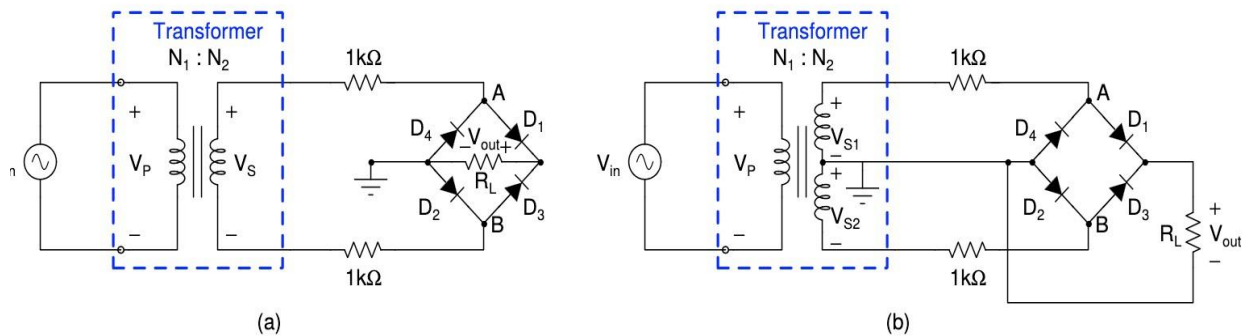 Transformer
N1 : N2
1kΩ
A
+
+
D4
D1
Vout
−
+
n
VP
VS
RL
D2
D3
−
−
B
1kΩ
(a)
Transformer
N1 : N2
1kΩ
A
+
+
D4
D1
VS1
−
Vin
VP
+
D2
D3
VS2
+
−
−
B
RL
Vout
−
1kΩ
(b)